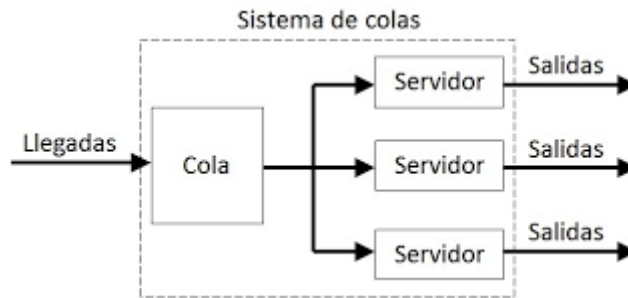 Sistema de colas
Llegadas
Cola
Servidor
Salidas
Servidor
Salidas
Servidor
Salidas